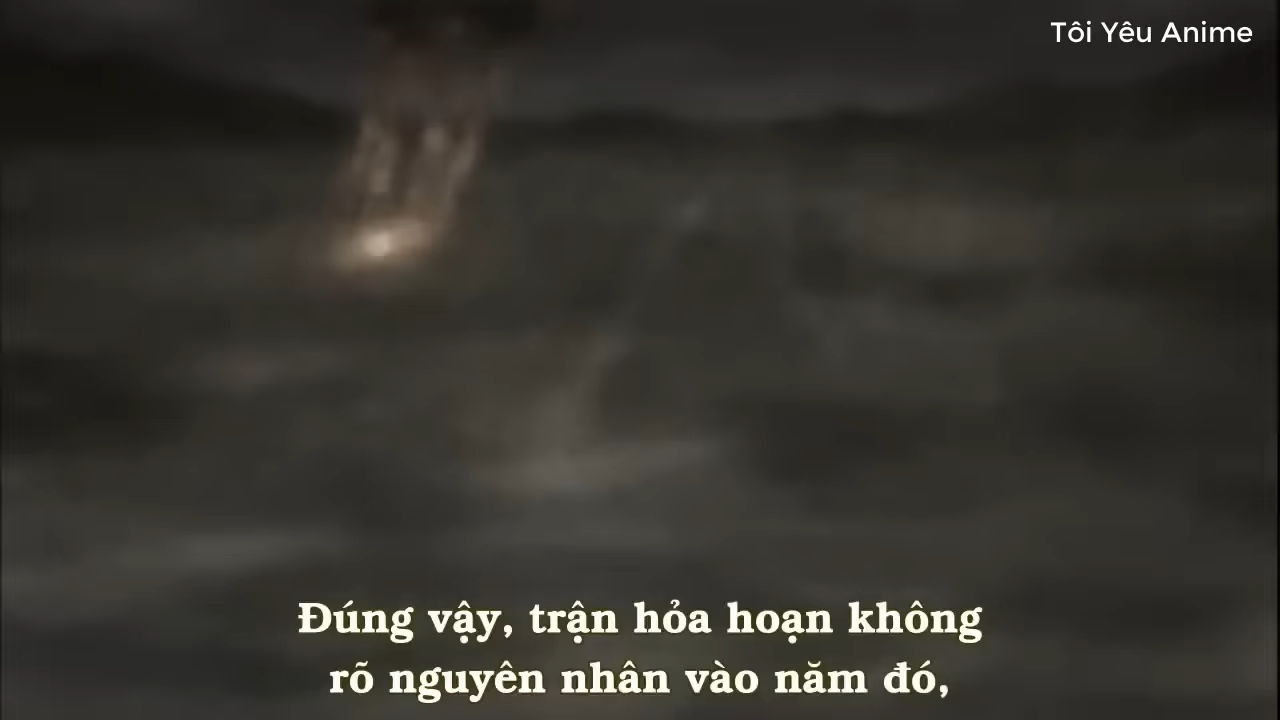 Tôi Yêu Anime
Đúng vậy, trận hỏa hoạn không
rõ nguyên nhân vào năm đó,